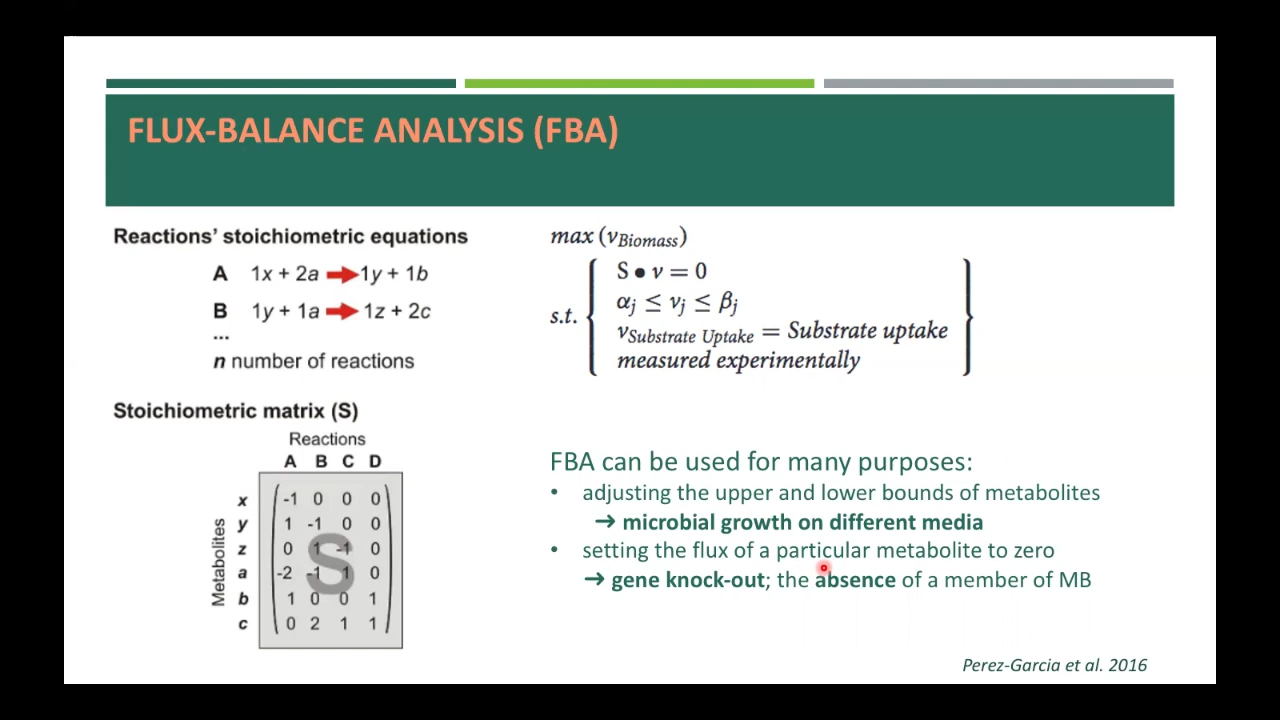 FLUX-BALANCE ANALYSIS (FBA)
Reactions' stoichiometric equations
A 1x + 2a ➡ 1y + 1b
B 1y + 1a ➡ 1z + 2c
...
n number of reactions
Stoichiometric matrix (S)
Reactions
A B C D
Metabolites
x -1 0 0 0
y 1 -1 0 0
z 0 1 -1 0
a -2 -1 1 0
b 1 0 0 1
c 0 2 1 1
S
max (v_Biomass)
s.t.
S • v = 0
α_j ≤ v_j ≤ β_j
v_Substrate Uptake = Substrate uptake
measured experimentally
FBA can be used for many purposes:
• adjusting the upper and lower bounds of metabolites
➔ microbial growth on different media
• setting the flux of a particular metabolite to zero
➔ gene knock-out; the absence of a member of MB
Perez-Garcia et al. 2016